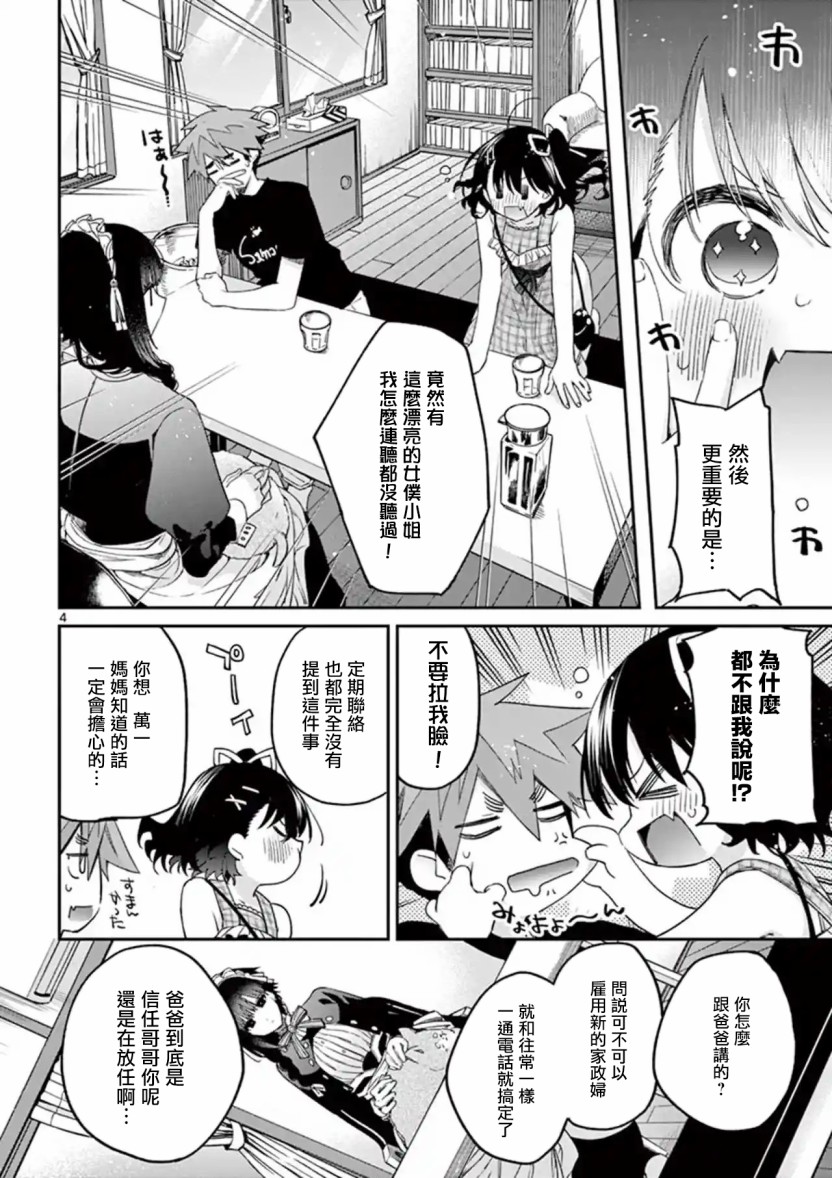 わ
わ
わ
わ
然後
更重要的是…
はぁ〜
竟然有
這麼漂亮的女僕小姐
我怎麼連聽都沒聽過！
4
為什麼
都不跟我說呢!?
不要拉我臉！
みょよょ〜ん
定期聯絡
也都完全沒有
提到這件事
ペーイ
你想 萬一
媽媽知道的話
一定會擔心的…
すまん
かった
你怎麼
跟爸爸講的?
問說可不可以
雇用新的家政婦
就和往常一樣
一通電話就搞定了
爸爸到底是
信任哥哥你呢
還是在放任啊…